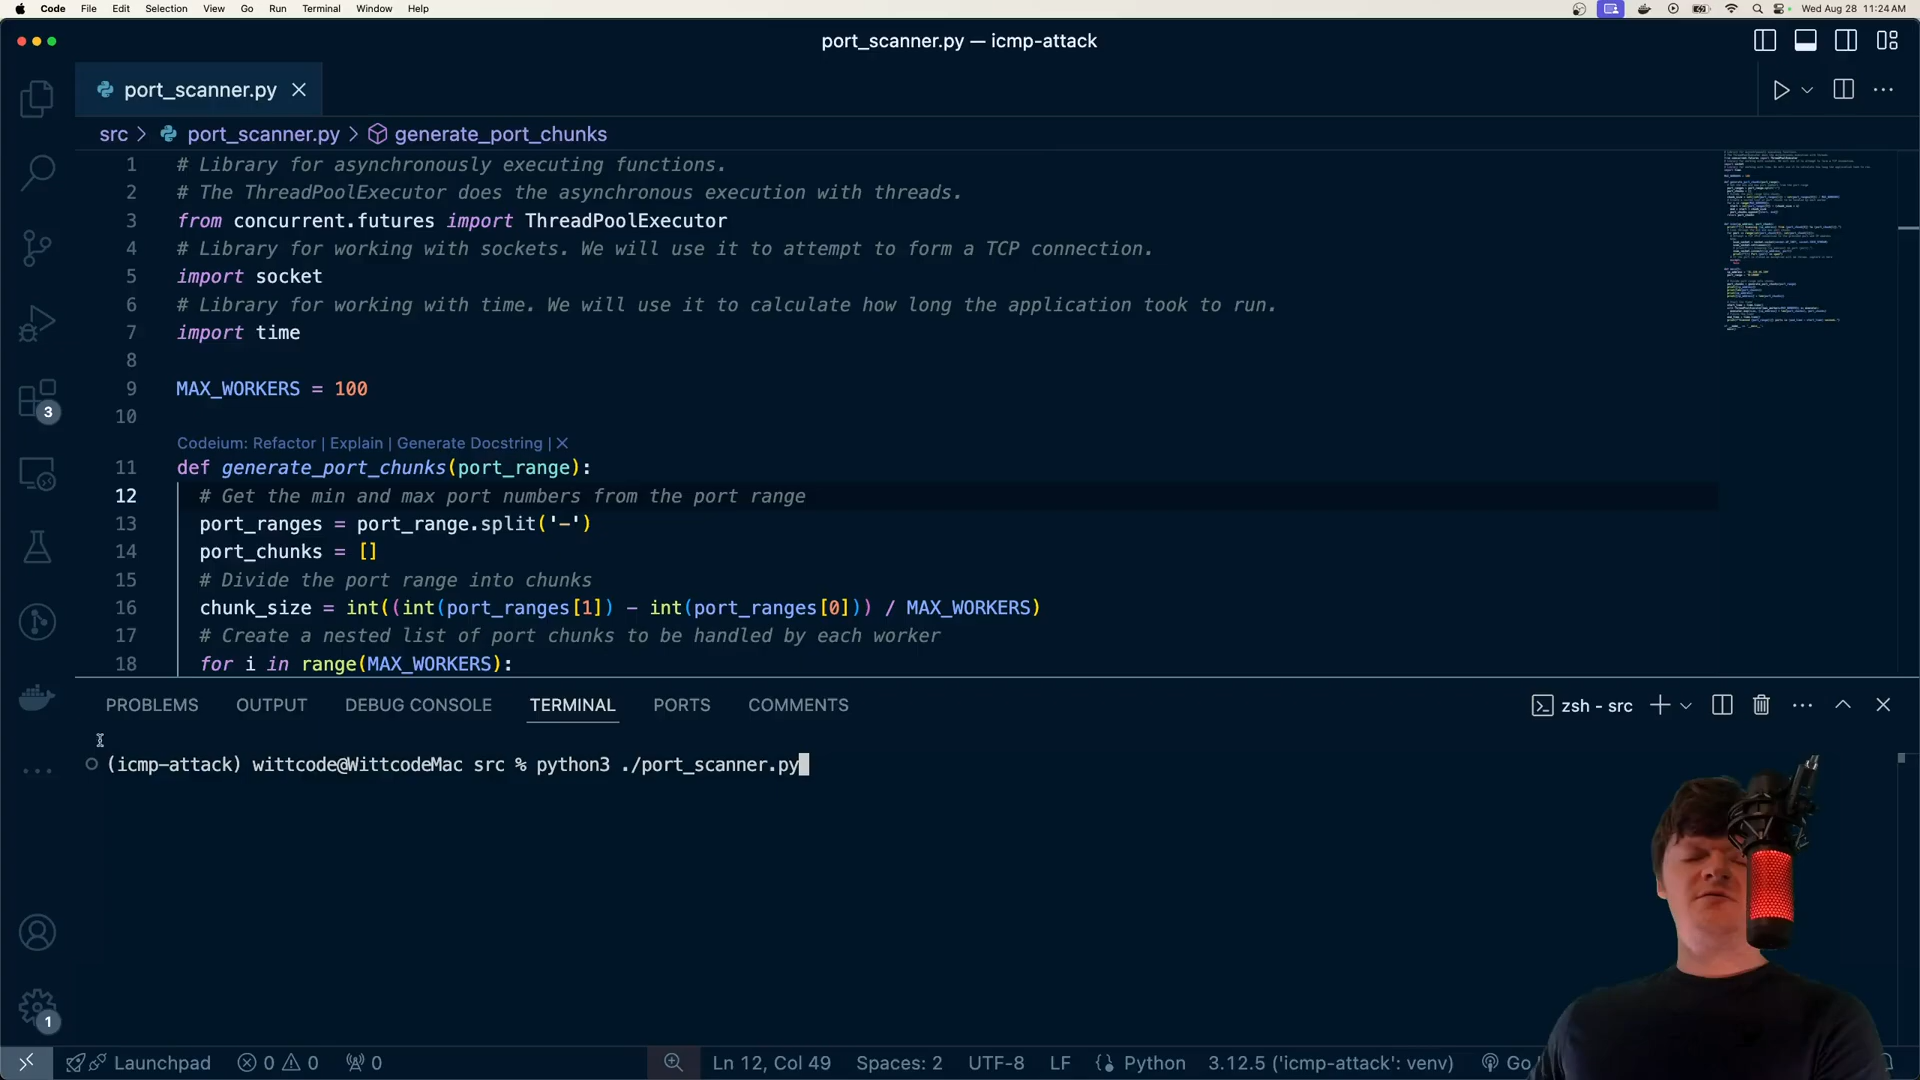 Code File Edit Selection View Go Run Terminal Window Help Wed Aug 28 11:24 AM
port_scanner.py — icmp-attack
port_scanner.py
src > port_scanner.py > generate_port_chunks
1 # Library for asynchronously executing functions.
2 # The ThreadPoolExecutor does the asynchronous execution with threads.
3 from concurrent.futures import ThreadPoolExecutor
4 # Library for working with sockets. We will use it to attempt to form a TCP connection.
5 import socket
6 # Library for working with time. We will use it to calculate how long the application took to run.
7 import time
8
9 MAX_WORKERS = 100
10
Codeium: Refactor | Explain | Generate Docstring | X
11 def generate_port_chunks(port_range):
12 # Get the min and max port numbers from the port range
13 port_ranges = port_range.split('-')
14 port_chunks = []
15 # Divide the port range into chunks
16 chunk_size = int((int(port_ranges[1]) - int(port_ranges[0])) / MAX_WORKERS)
17 # Create a nested list of port chunks to be handled by each worker
18 for i in range(MAX_WORKERS):
3
PROBLEMS OUTPUT DEBUG CONSOLE TERMINAL PORTS COMMENTS zsh - src
(icmp-attack) wittcode@WittcodeMac src % python3 ./port_scanner.py
1
Launchpad 0 0 0 Ln 12, Col 49 Spaces: 2 UTF-8 LF Python 3.12.5 ('icmp-attack': venv) Go